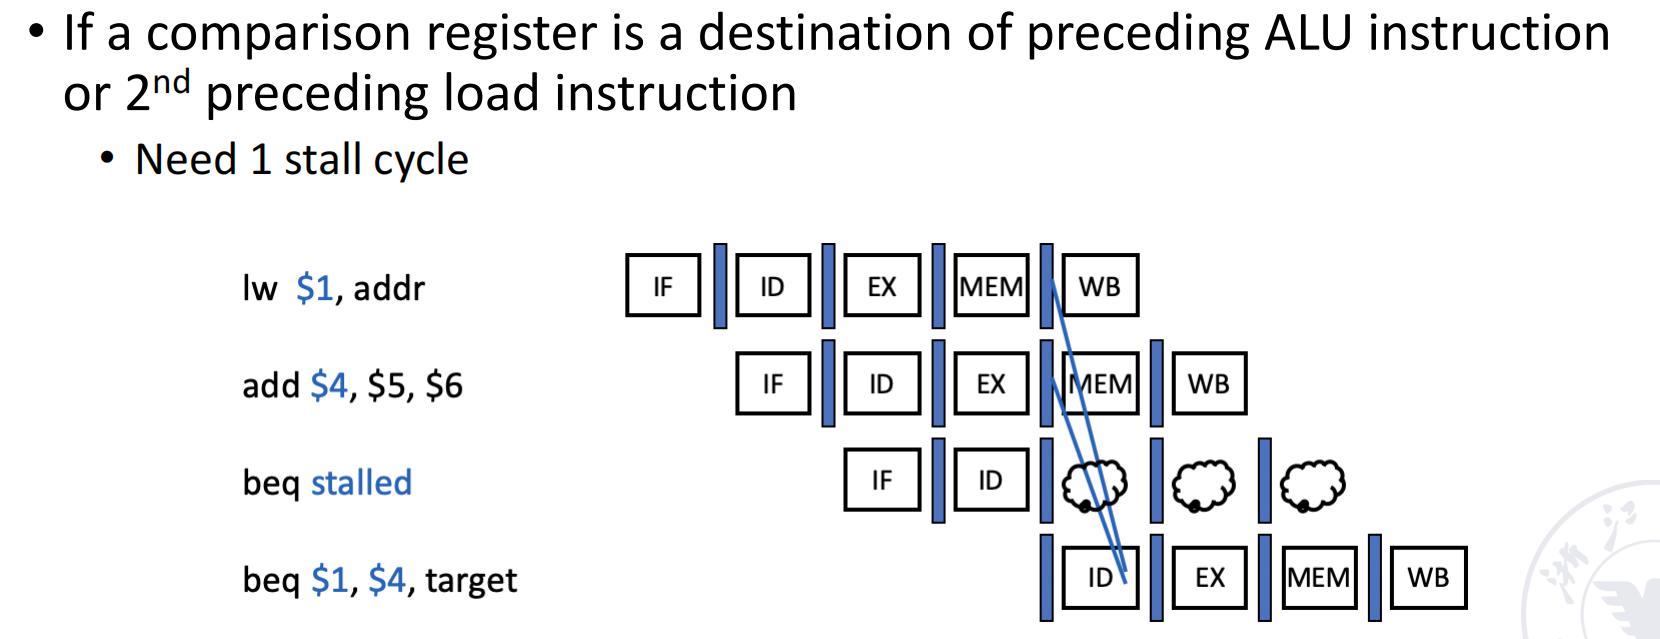 • If a comparison register is a destination of preceding ALU instruction
or 2nd preceding load instruction
• Need 1 stall cycle
lw $1, addr IF ID EX MEM WB
add $4, $5, $6 IF ID EX MEM WB
beq stalled IF ID
beq $1, $4, target ID EX MEM WB